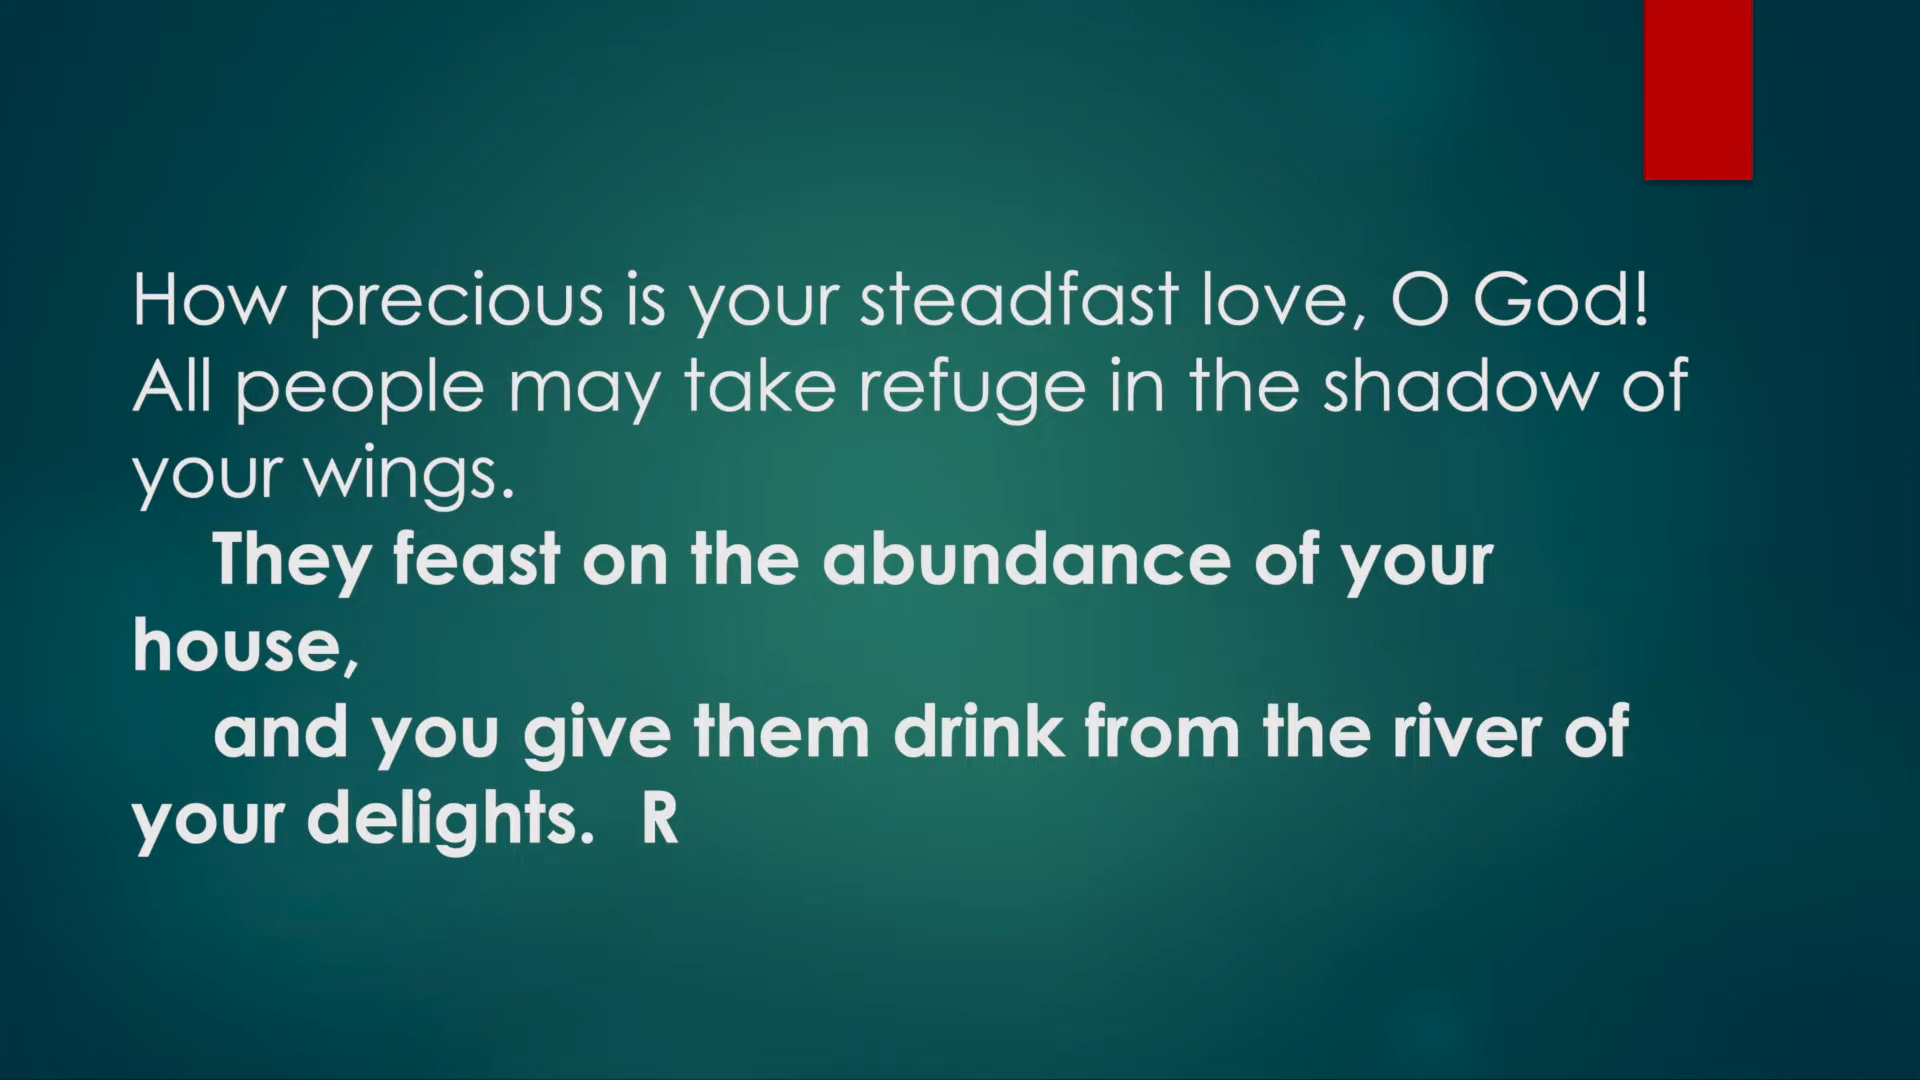 How precious is your steadfast love, O God!
All people may take refuge in the shadow of
your wings.
They feast on the abundance of your
house,
and you give them drink from the river of
your delights.  R